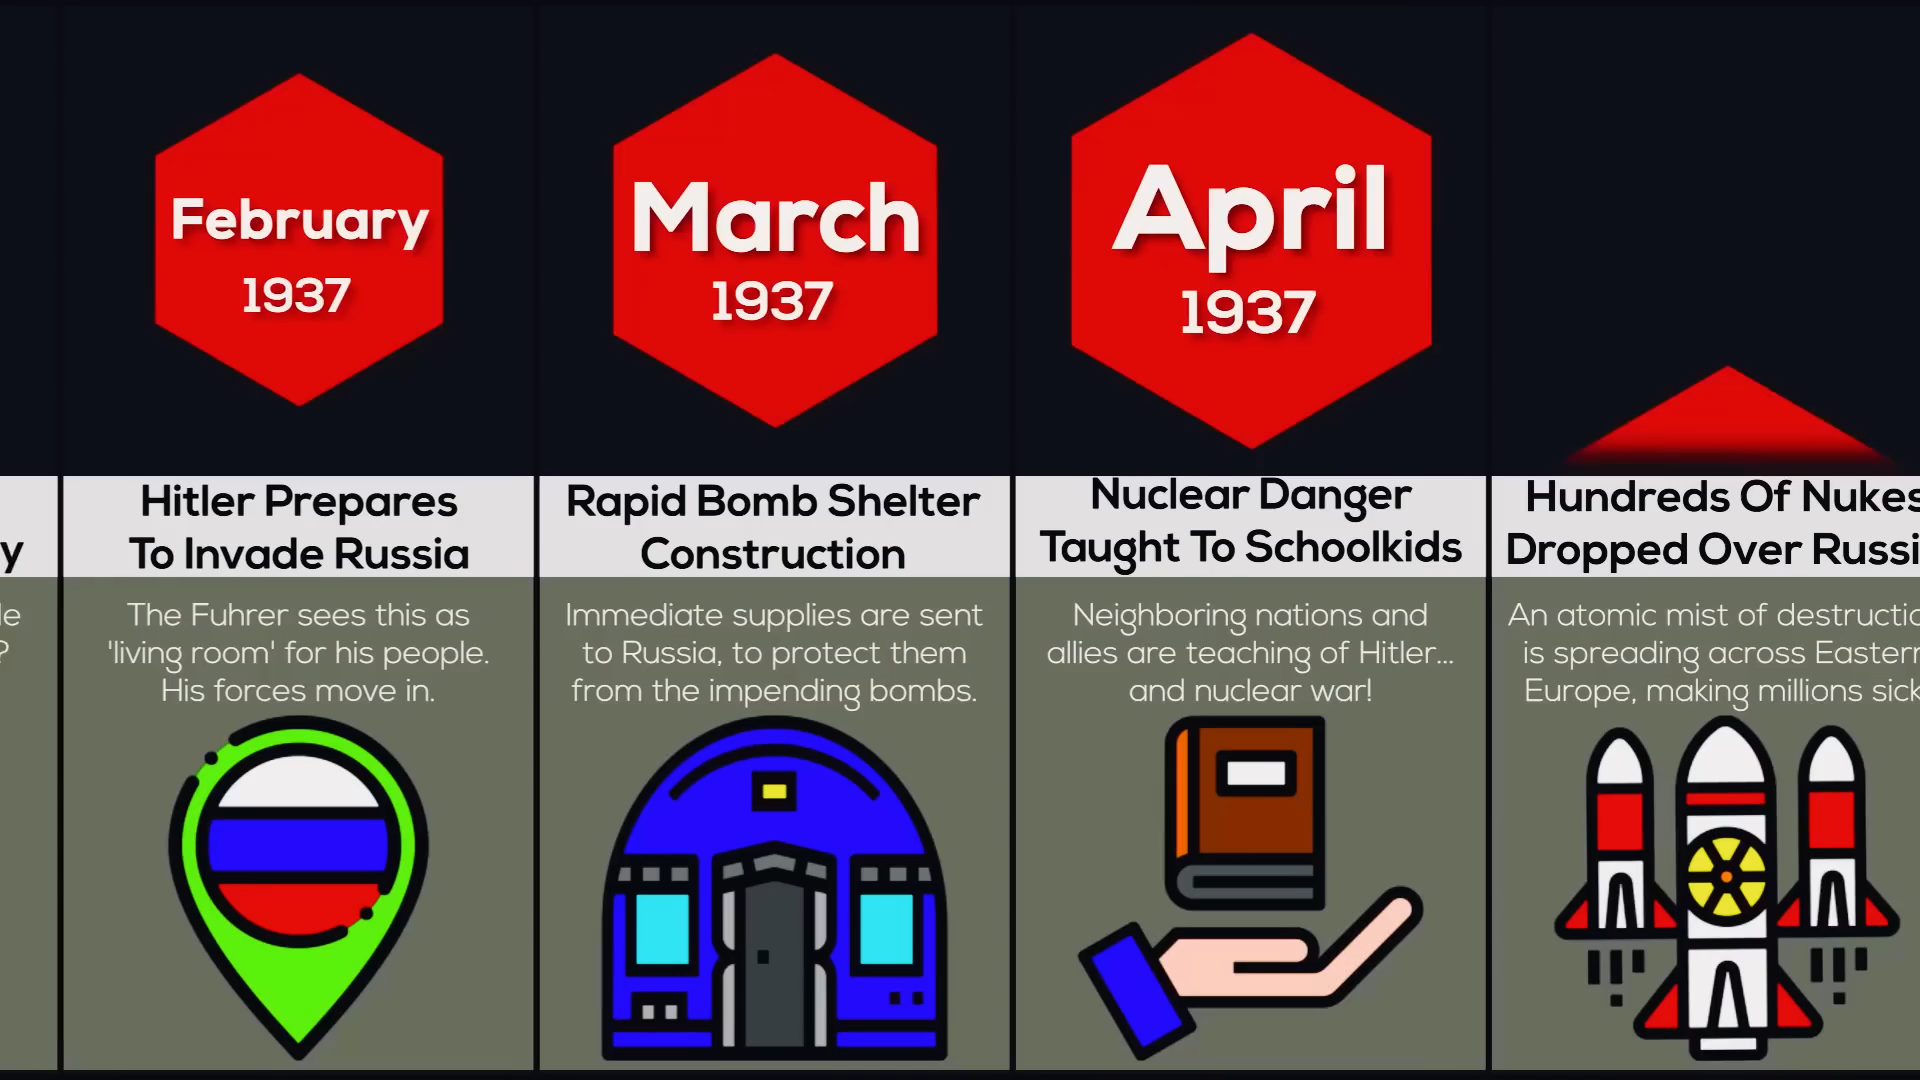 February
1937
Hitler Prepares
To Invade Russia
The Fuhrer sees this as
'living room' for his people.
His forces move in.
March
1937
Rapid Bomb Shelter
Construction
Immediate supplies are sent
to Russia, to protect them
from the impending bombs.
April
1937
Nuclear Danger
Taught To Schoolkids
Neighboring nations and
allies are teaching of Hitler...
and nuclear war!
Hundreds Of Nukes
Dropped Over Russi
An atomic mist of destructio
is spreading across Eastern
Europe, making millions sick